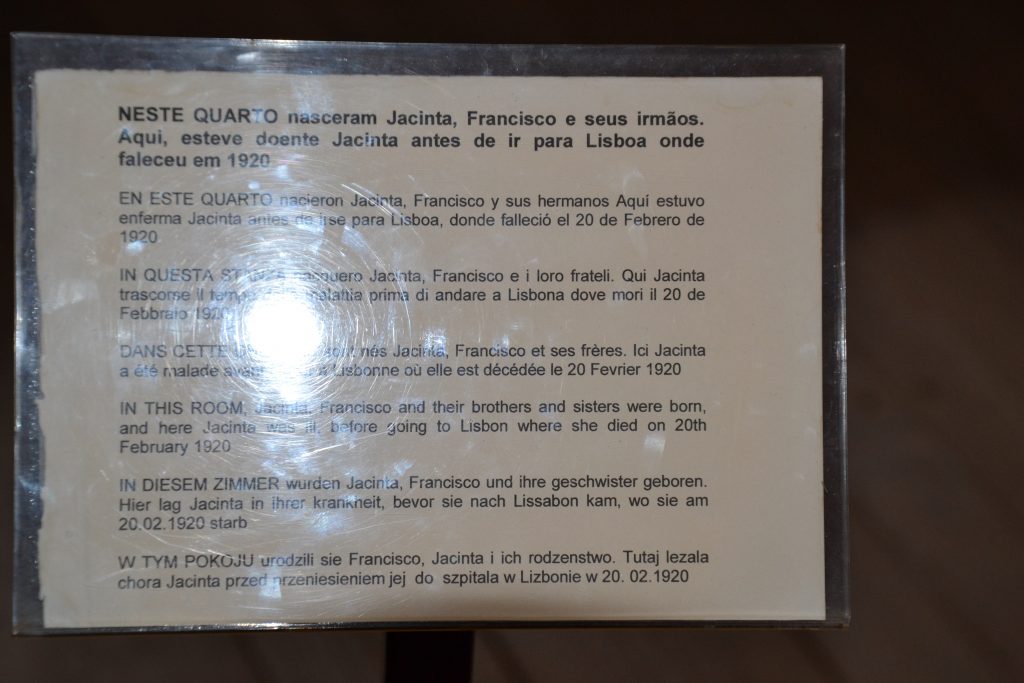 NESTE QUARTO nasceram Jacinta, Francisco e seus irmãos.
Aqui, esteve doente Jacinta antes de ir para Lisboa onde
faleceu em 1920
EN ESTE QUARTO nacieron Jacinta, Francisco y sus hermanos Aquí estuvo
enferma Jacinta antes de irse para Lisboa, donde falleció el 20 de Febrero de
1920
IN QUESTA STANZA nacquero Jacinta, Francisco e i loro frateli. Qui Jacinta
trascorse il malattia prima di andare a Lisbona dove mori il 20 de
Febbraio 1920
DANS CETTE sont nés Jacinta, Francisco et ses frères. Ici Jacinta
a été malade Lisbonne où elle est décédée le 20 Fevrier 1920
IN THIS ROOM, Jacinta, Francisco and their brothers and sisters were born,
and here Jacinta was ill, before going to Lisbon where she died on 20th
February 1920
IN DIESEM ZIMMER wurden Jacinta, Francisco und ihre geschwister geboren.
Hier lag Jacinta in ihrer krankheit, bevor sie nach Lissabon kam, wo sie am
20.02.1920 starb
W TYM POKOJU urodzili sie Francisco, Jacinta i ich rodzenstwo. Tutaj lezala
chora Jacinta przed przeniesieniem jej do szpitala w Lizbonie w 20. 02.1920